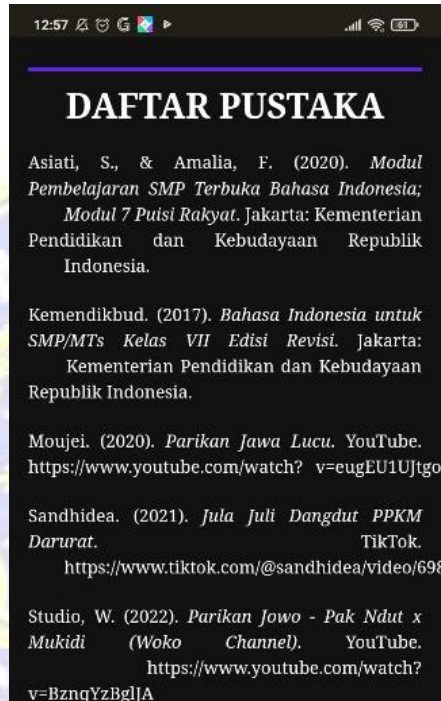 12:57
61
DAFTAR PUSTAKA
Asiati, S., & Amalia, F. (2020). Modul
Pembelajaran SMP Terbuka Bahasa Indonesia;
Modul 7 Puisi Rakyat. Jakarta: Kementerian
Pendidikan dan Kebudayaan Republik
Indonesia.
Kemendikbud. (2017). Bahasa Indonesia untuk
SMP/MTs Kelas VII Edisi Revisi. Jakarta:
Kementerian Pendidikan dan Kebudayaan
Republik Indonesia.
Moujei. (2020). Parikan Jawa Lucu. YouTube.
https://www.youtube.com/watch? v=eugEU1UJtgo
Sandhidea. (2021). Jula Juli Dangdut PPKM
Darurat. TikTok.
https://www.tiktok.com/@sandhidea/video/698
Studio, W. (2022). Parikan Jowo - Pak Ndut x
Mukidi (Woko Channel). YouTube.
https://www.youtube.com/watch?
v=BznqYzBglJA